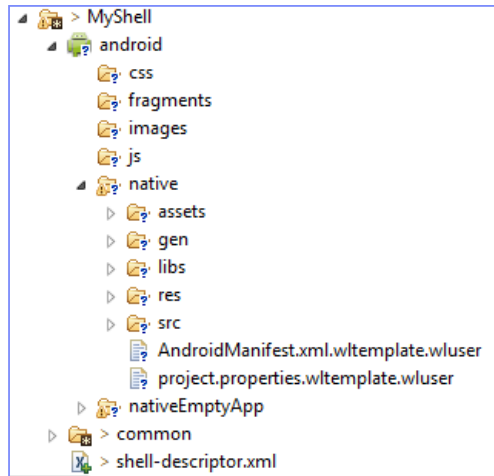 > MyShell
android
css
fragments
images
js
native
assets
gen
libs
res
src
AndroidManifest.xml.wltemplate.wluser
project.properties.wltemplate.wluser
nativeEmptyApp
> common
> shell-descriptor.xml